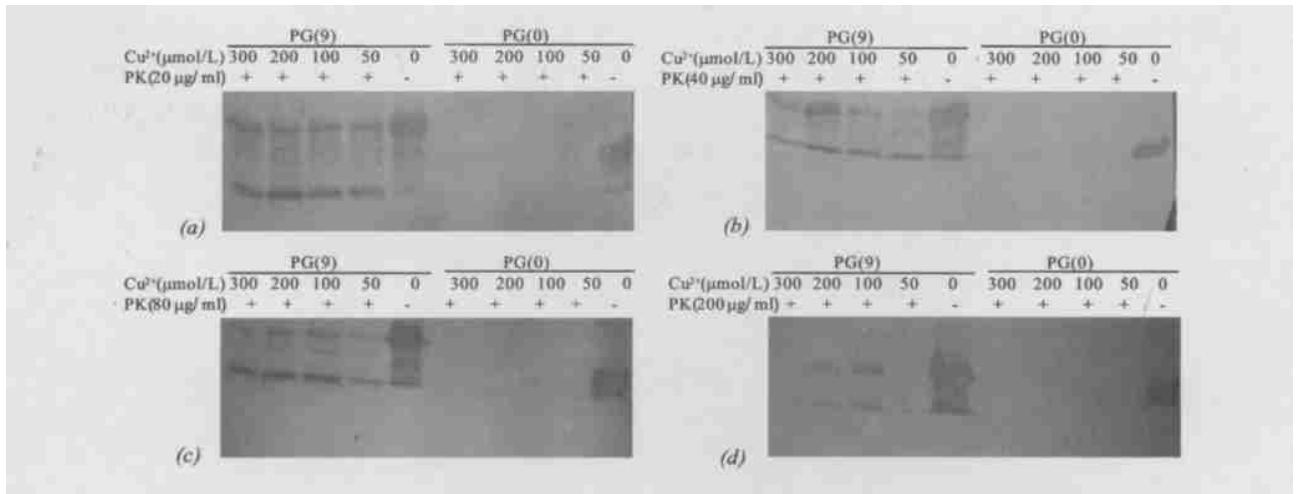 PG(9) PG(0)
Cu²⁺(μmol/L) 300 200 100 50 0 300 200 100 50 0
PK(20 μg/ ml) + + + + - + + + + -
(a)
PG(9) PG(0)
Cu²⁺(μmol/L) 300 200 100 50 0 300 200 100 50 0
PK(40 μg/ ml) + + + + - + + + + -
(b)
PG(9) PG(0)
Cu²⁺(μmol/L) 300 200 100 50 0 300 200 100 50 0
PK(80 μg/ ml) + + + + - + + + + -
(c)
PG(9) PG(0)
Cu²⁺(μmol/L) 300 200 100 50 0 300 200 100 50 0
PK(200 μg/ ml) + + + + - + + + + -
(d)